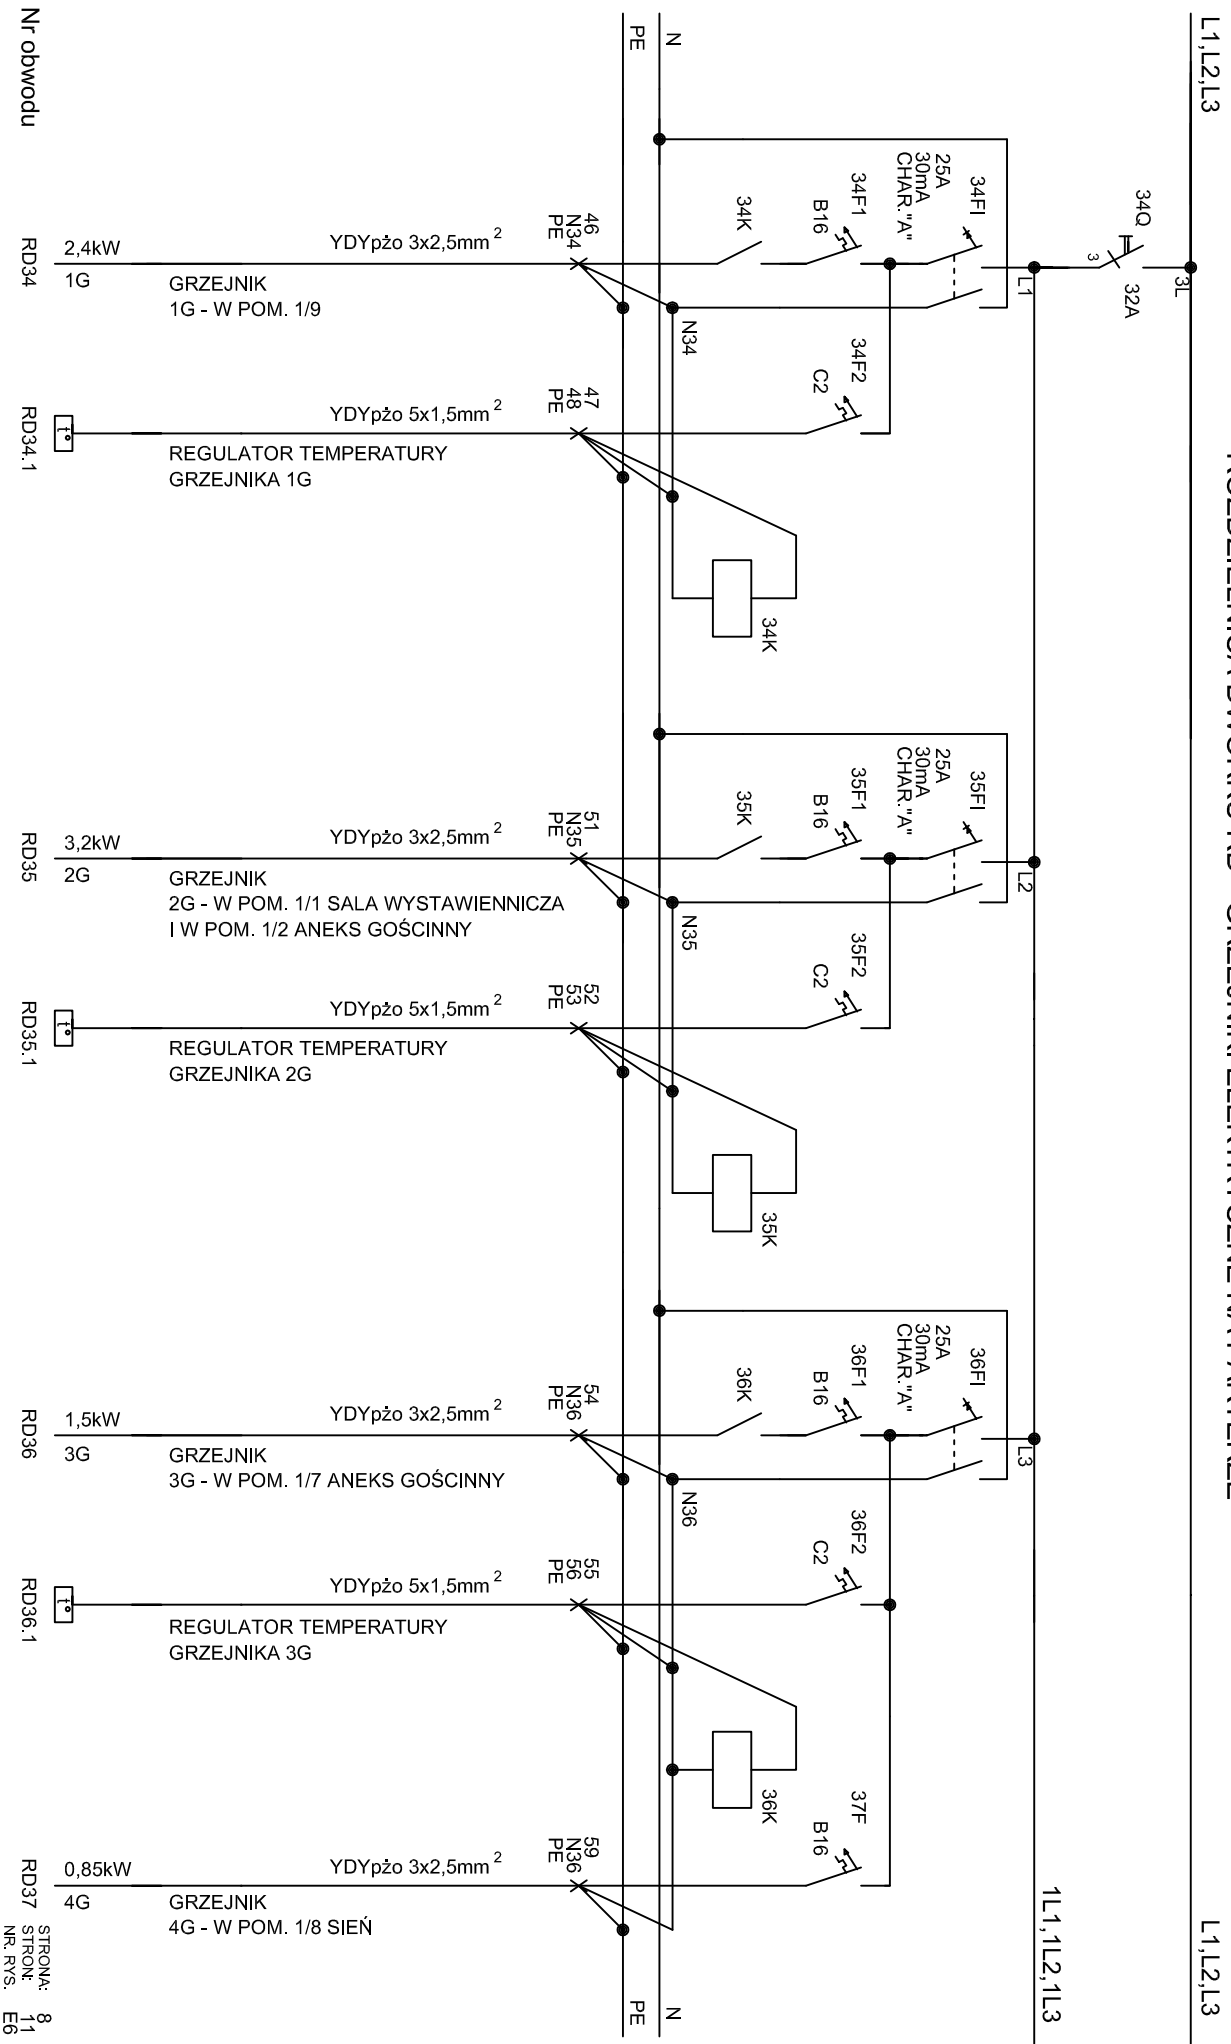 L1,L2,L3
L1,L2,L3
3L
34Q
3
32A
1L1,1L2,1L3
L1
34FI
25A
30mA
CHAR."A"
34F1
B16
34K
34F2
C2
N34
34K
L2
35FI
25A
30mA
CHAR."A"
35F1
B16
35K
35F2
C2
N35
35K
L3
36FI
25A
30mA
CHAR."A"
36F1
B16
36K
36F2
C2
N36
36K
37F
B16
N
PE
N
PE
46
N34
PE
YDYpżo 3x2,5mm 2
GRZEJNIK
1G - W POM. 1/9
2,4kW
1G
47
48
PE
YDYpżo 5x1,5mm 2
REGULATOR TEMPERATURY
GRZEJNIKA 1G
t°
51
N35
PE
YDYpżo 3x2,5mm 2
GRZEJNIK
2G - W POM. 1/1 SALA WYSTAWIENNICZA
I W POM. 1/2 ANEKS GOŚCINNY
3,2kW
2G
52
53
PE
YDYpżo 5x1,5mm 2
REGULATOR TEMPERATURY
GRZEJNIKA 2G
t°
54
N36
PE
YDYpżo 3x2,5mm 2
GRZEJNIK
3G - W POM. 1/7 ANEKS GOŚCINNY
1,5kW
3G
55
56
PE
YDYpżo 5x1,5mm 2
REGULATOR TEMPERATURY
GRZEJNIKA 3G
t°
59
N36
PE
YDYpżo 3x2,5mm 2
GRZEJNIK
4G - W POM. 1/8 SIEŃ
0,85kW
4G
Nr obwodu
RD34
RD34.1
RD35
RD35.1
RD36
RD36.1
RD37
STRONA: 8
STRON: 11
NR. RYS. E6